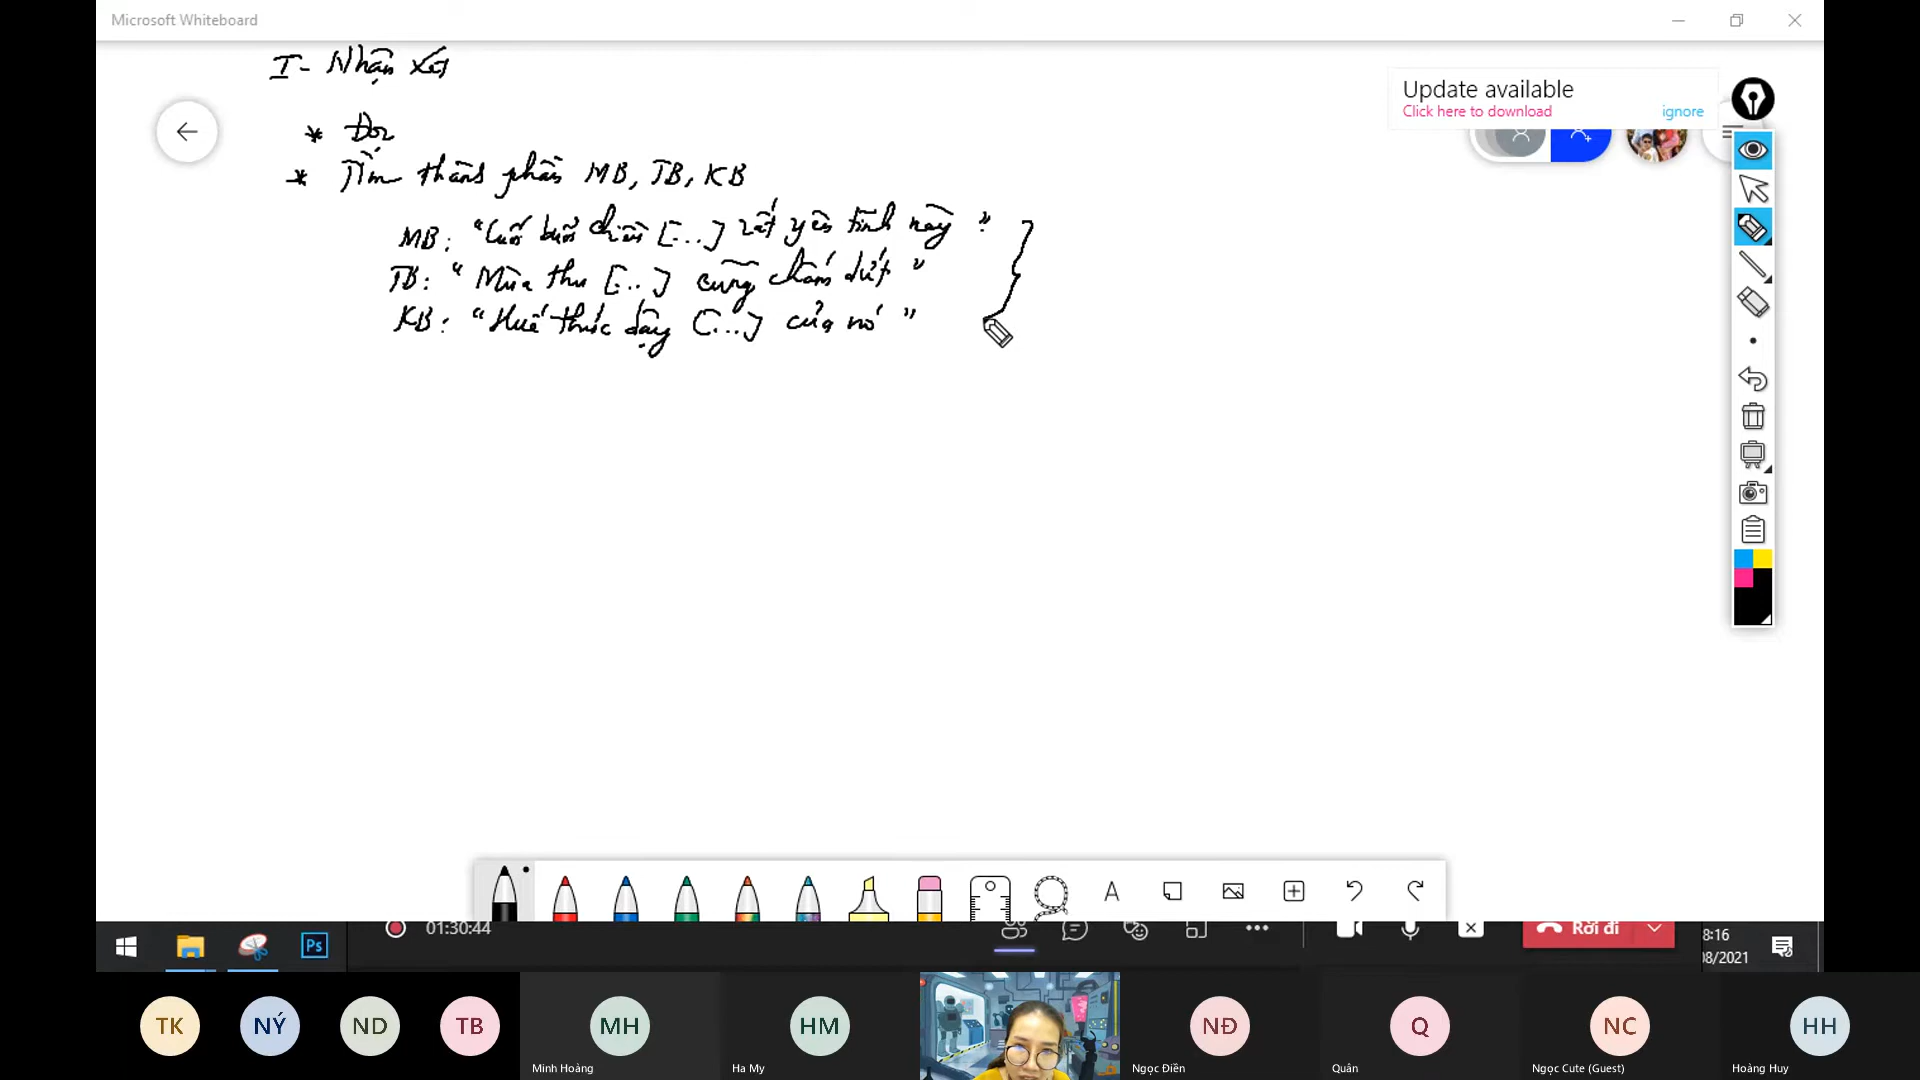 Microsoft Whiteboard
I - Nhận xét
Update available
Click here to download
ignore
* Đọc
* Tìm thành phần MB, TB, KB
MB: "Cuối buổi chiều [...] rất yên tĩnh này"
TB: "Mùa thu [...] cũng chấm dứt"
KB: "Huế thức dậy [...] của nó"
A
Ps
01:30:44
Rời đi
8:16
08/2021
TK
NÝ
ND
TB
MH
HM
NĐ
Q
NC
HH
Minh Hoàng
Ha My
Ngọc Điền
Quân
Ngọc Cute (Guest)
Hoàng Huy